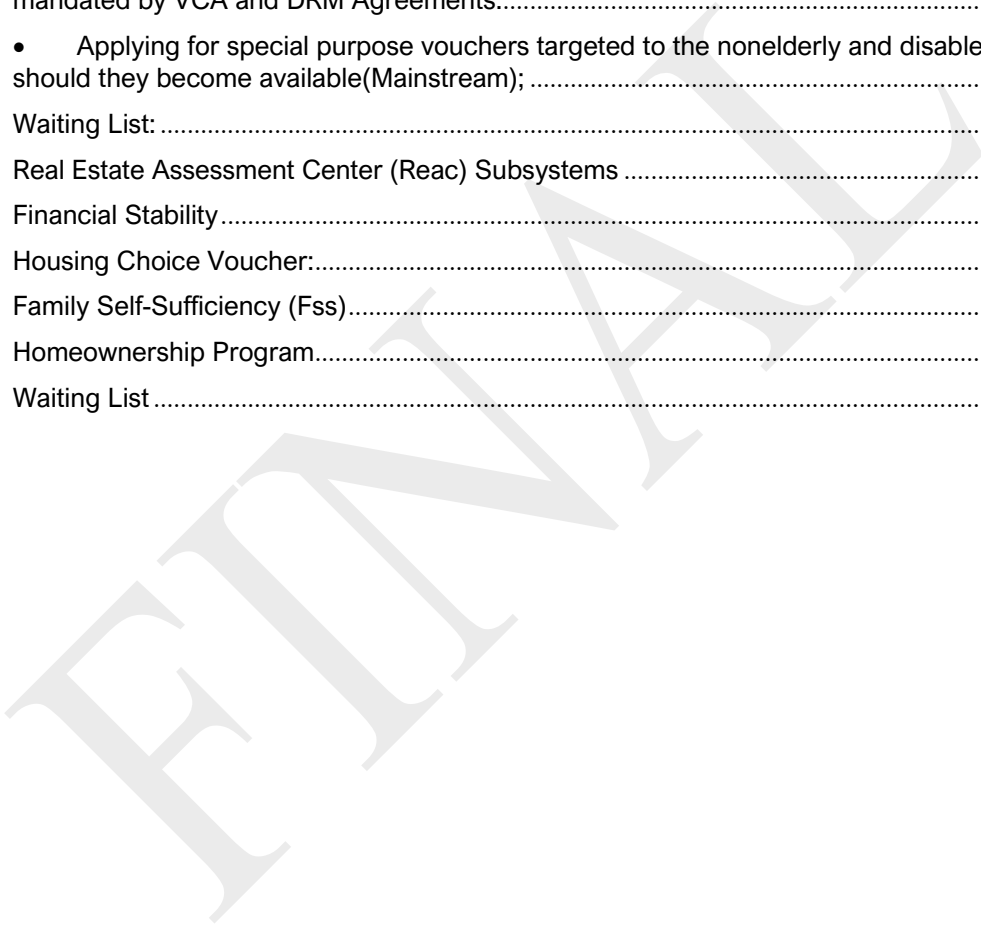 mandated by VCA and DRM Agreements................................................................................
• Applying for special purpose vouchers targeted to the nonelderly and disable
should they become available(Mainstream); ....................................................................
Waiting List: ................................................................................................................
Real Estate Assessment Center (Reac) Subsystems .....................................................
Financial Stability..........................................................................................................
Housing Choice Voucher:..............................................................................................
Family Self-Sufficiency (Fss).........................................................................................
Homeownership Program..............................................................................................
Waiting List .................................................................................................................
FINAL